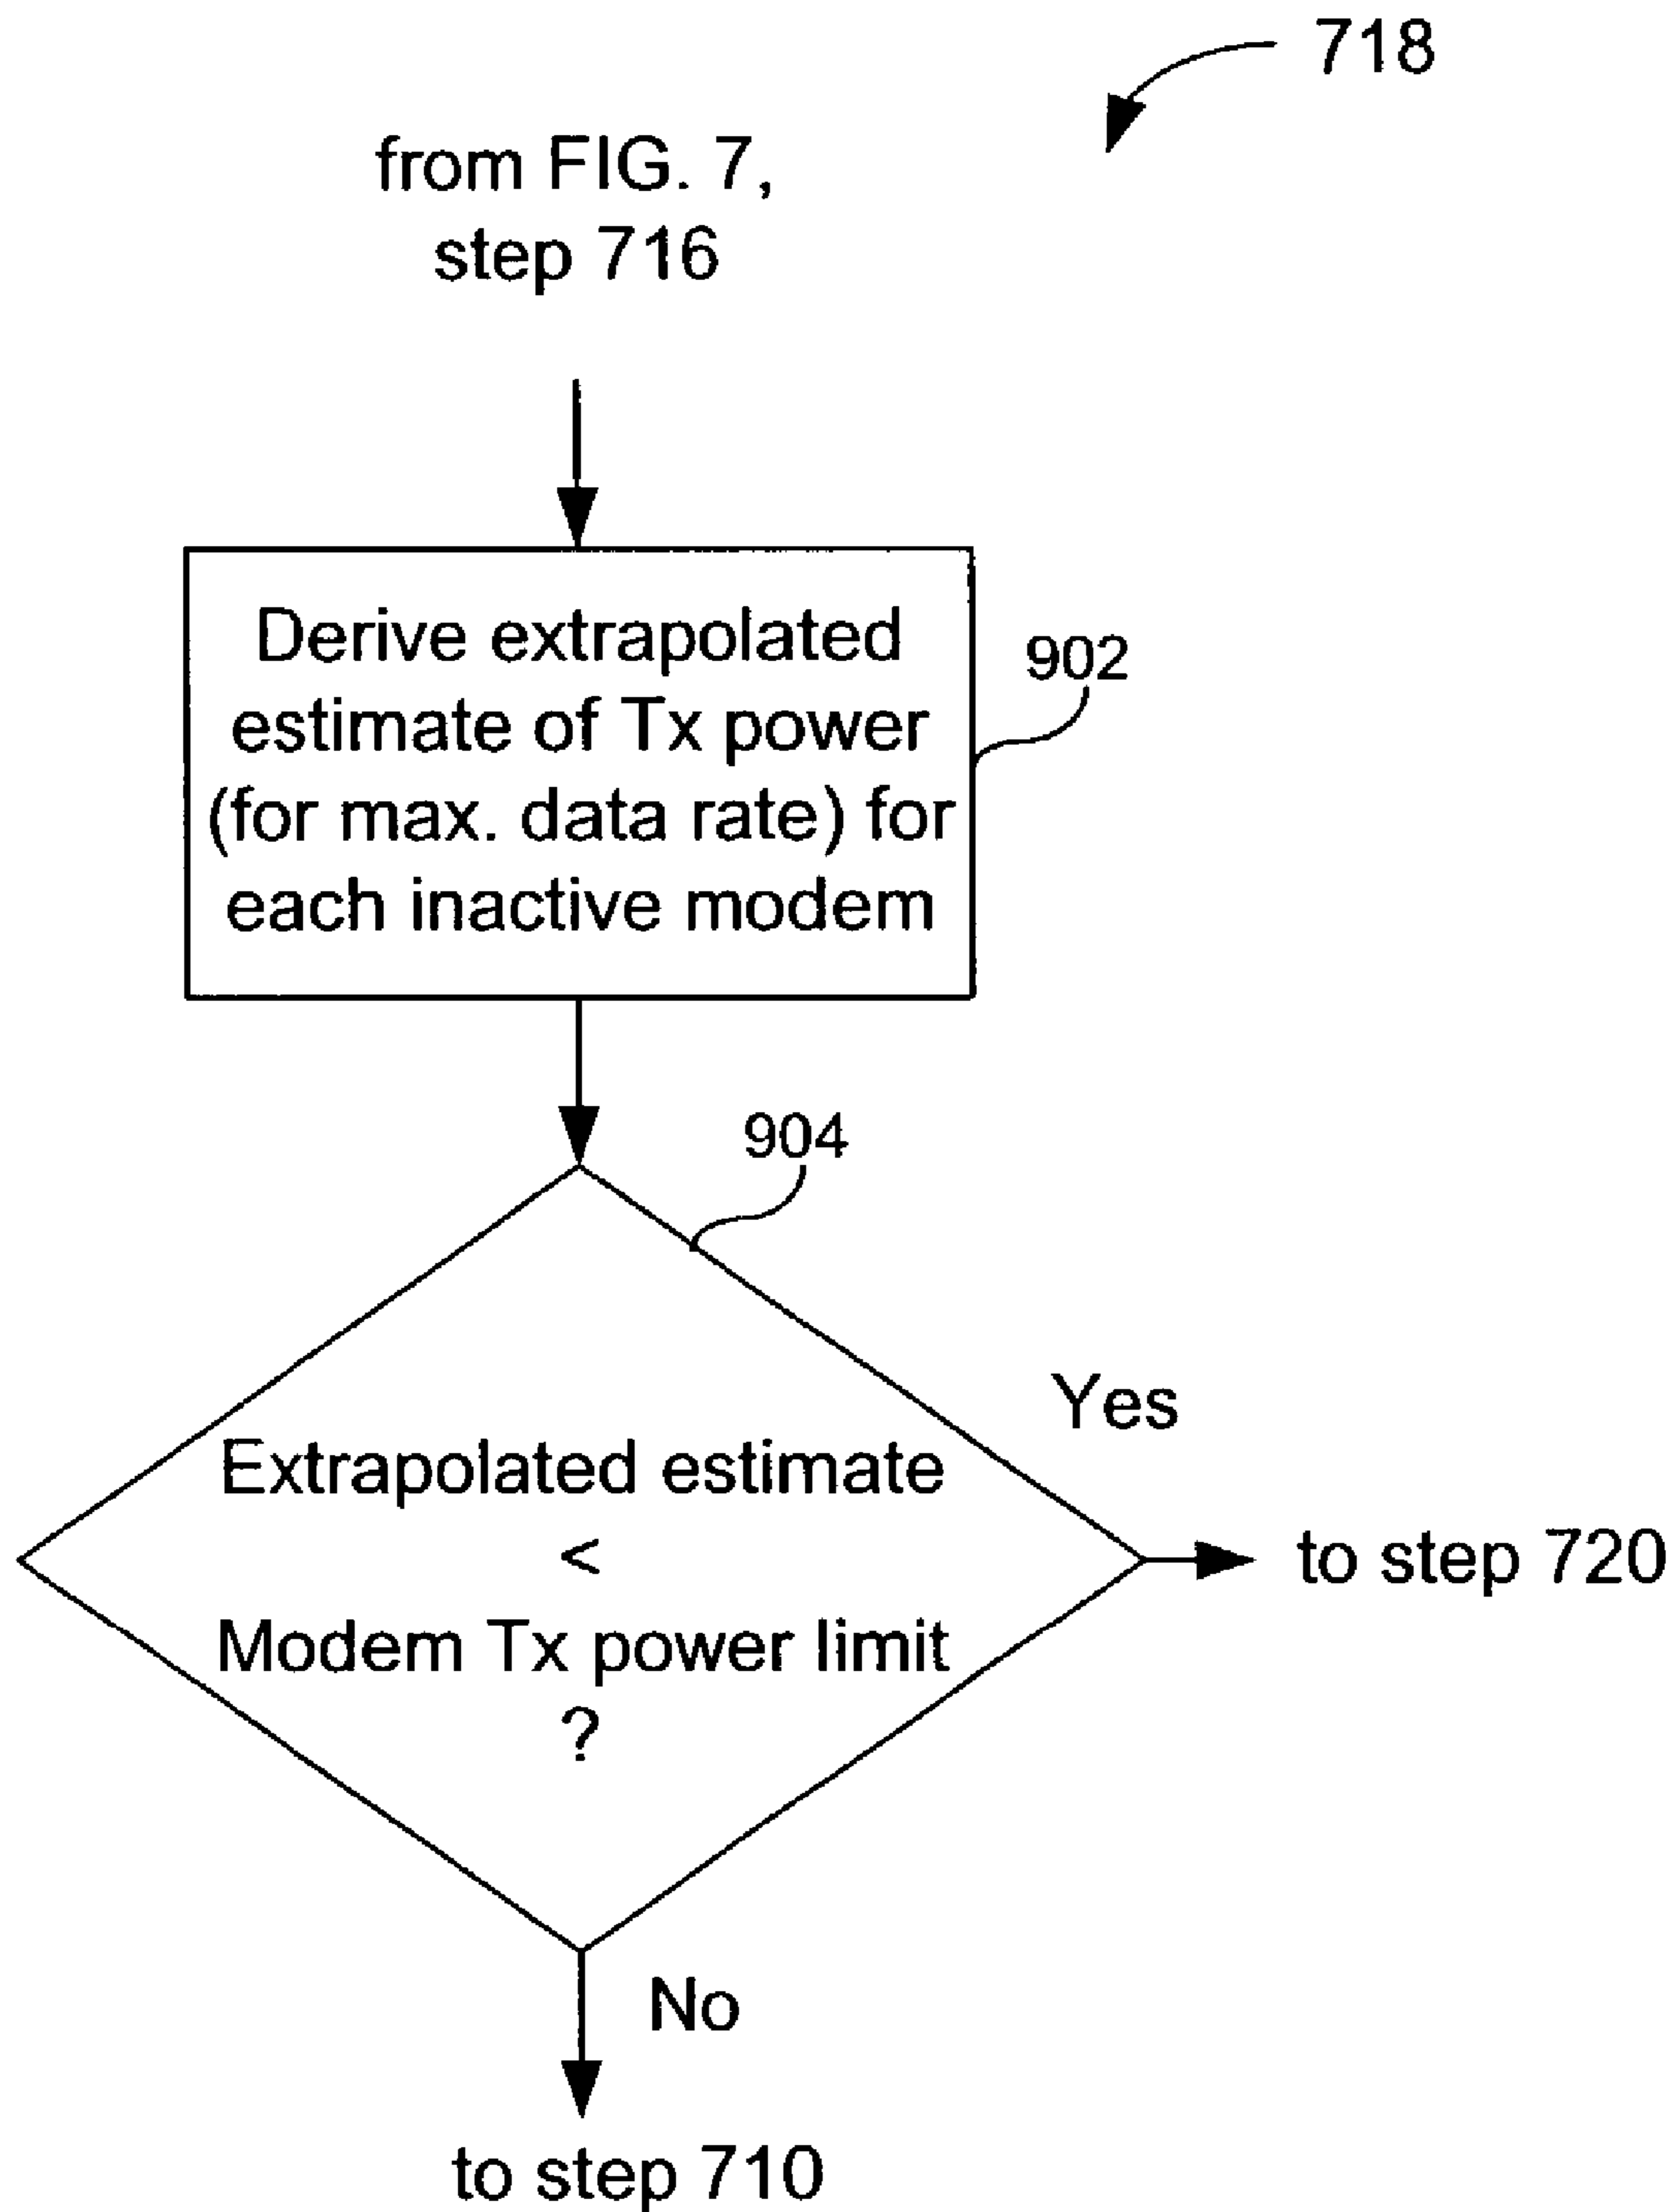 718
from FIG. 7,
step 716
Derive extrapolated
estimate of Tx power
(for max. data rate) for
each inactive modem
902
904
Extrapolated estimate
<
Modem Tx power limit
?
Yes
to step 720
No
to step 710